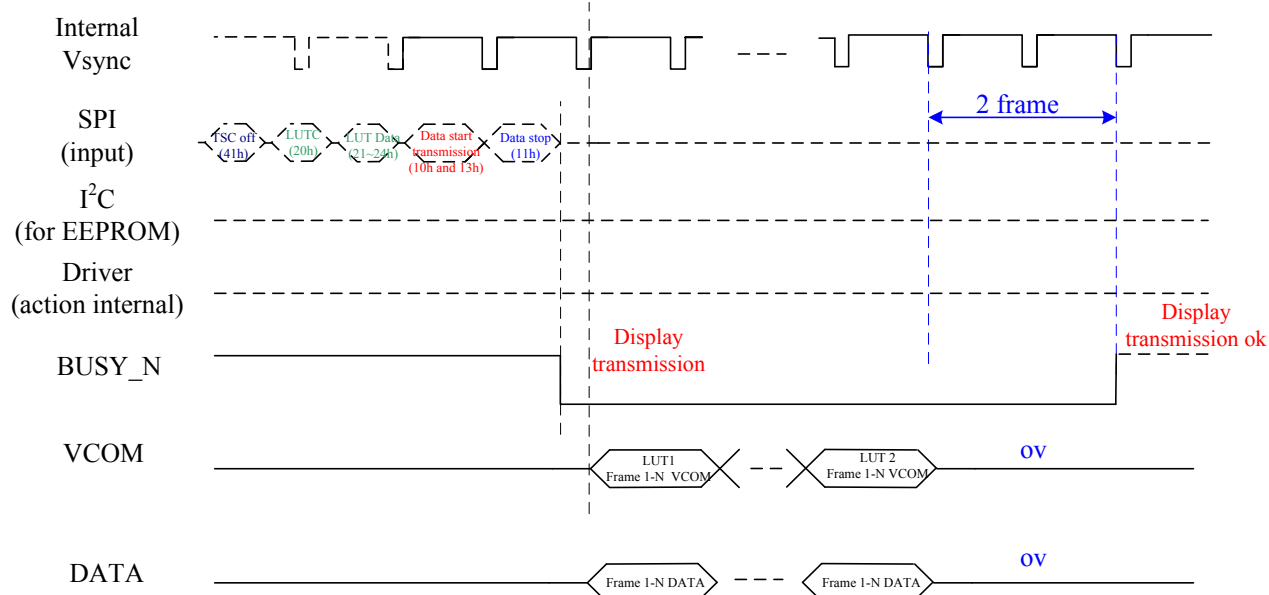 Internal
Vsync
2 frame
SPI
(input)
TSC off
(41h)
LUTC
(20h)
LUT Data
(21~24h)
Data start
transmission
(10h and 13h)
Data stop
(11h)
I²C
(for EEPROM)
Driver
(action internal)
Display
transmission ok
Display
transmission
BUSY_N
VCOM
LUT1
Frame 1-N VCOM
LUT 2
Frame 1-N VCOM
ov
DATA
Frame 1-N DATA
Frame 1-N DATA
ov